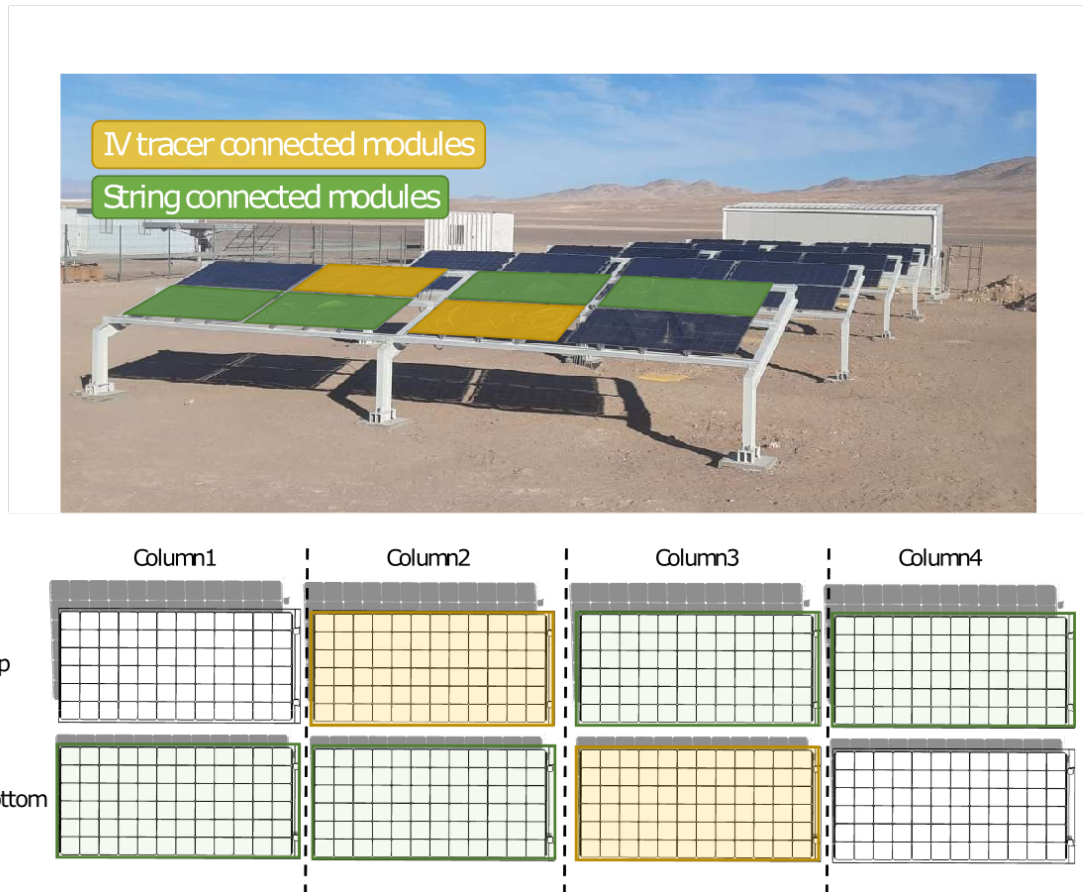 IV tracer connected modules
String connected modules
Column1 Column2 Column3 Column4
p
ottom